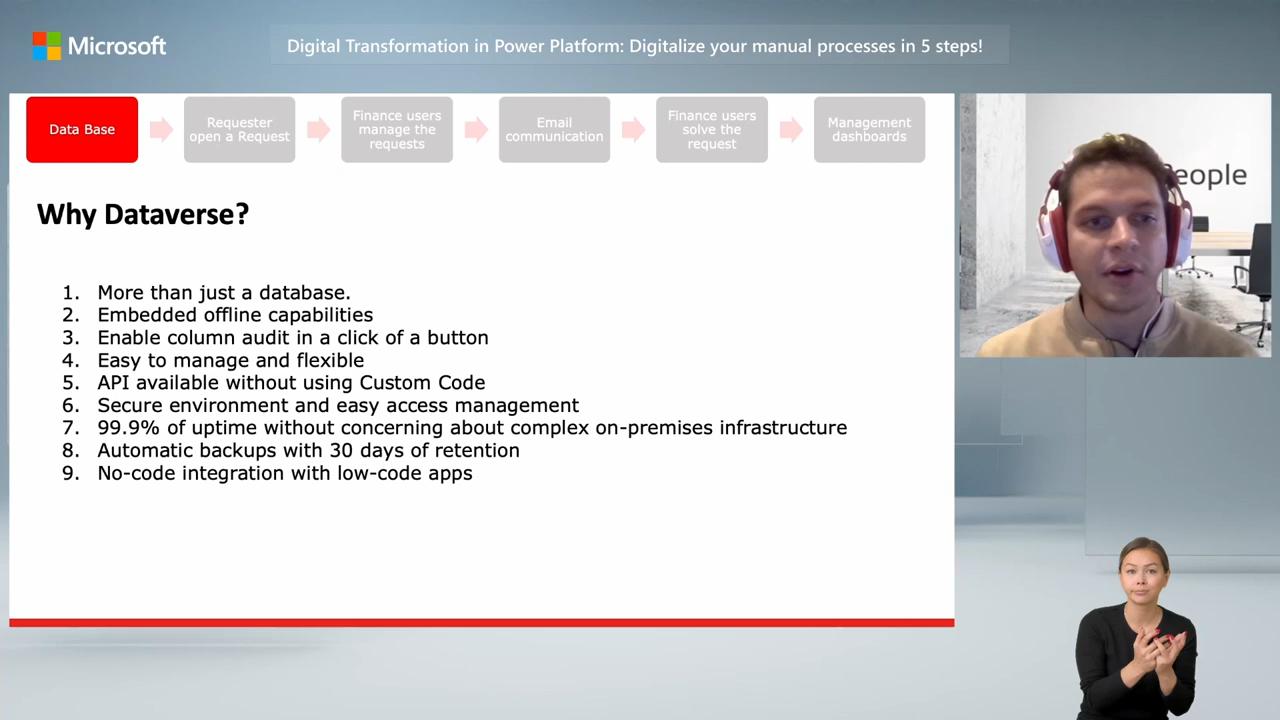 Microsoft
Digital Transformation in Power Platform: Digitalize your manual processes in 5 steps!
Data Base
Requester
open a Request
Finance users
manage the
requests
Email
communication
Finance users
solve the
request
Management
dashboards
Why Dataverse?
1. More than just a database.
2. Embedded offline capabilities
3. Enable column audit in a click of a button
4. Easy to manage and flexible
5. API available without using Custom Code
6. Secure environment and easy access management
7. 99.9% of uptime without concerning about complex on-premises infrastructure
8. Automatic backups with 30 days of retention
9. No-code integration with low-code apps
People